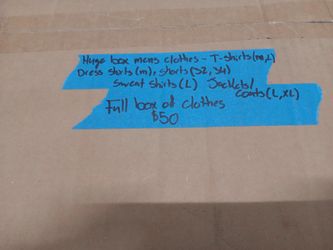 Huge box mens clothes - T-shirts(m,L)
Dress shirts(m), shorts(32,34)
Sweat shirts(L) Jackets/
Coats(L,XL)
Full box of clothes
$50